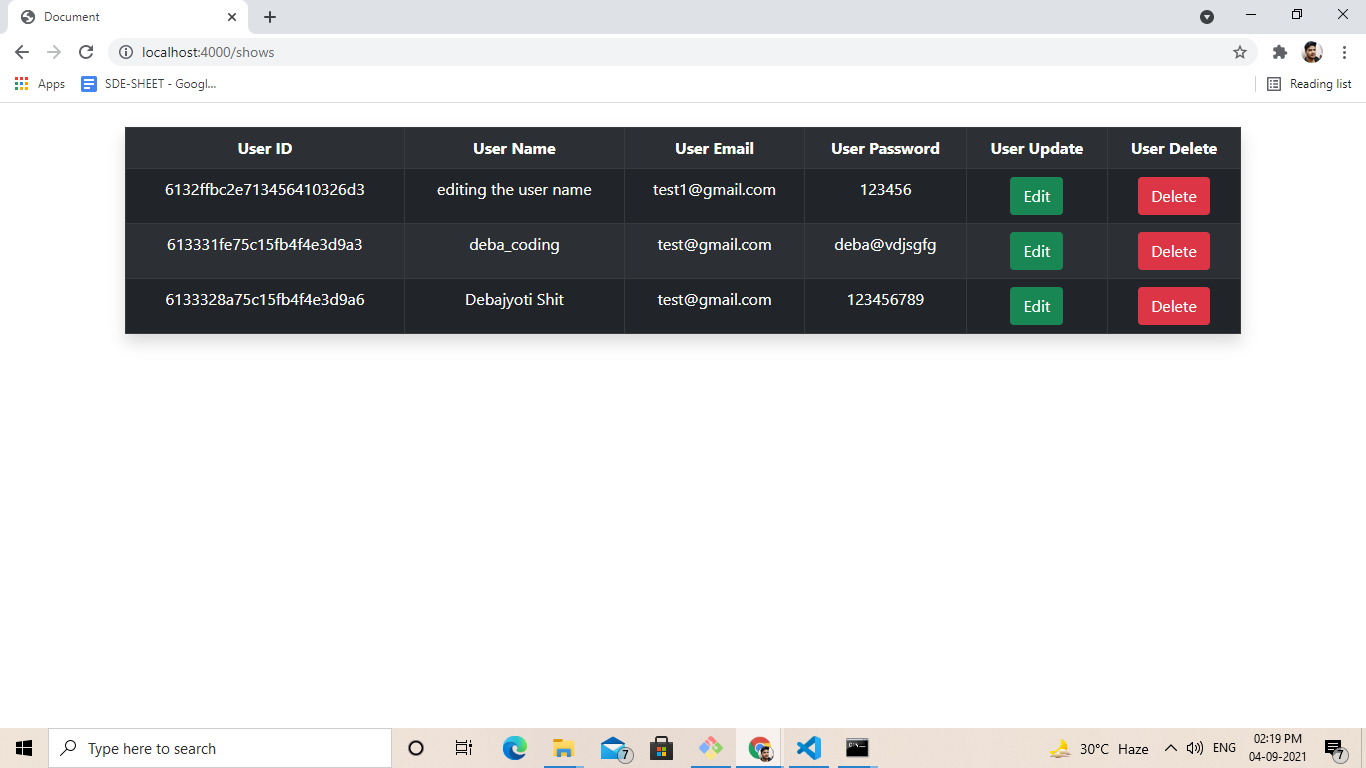 Document
localhost:4000/shows
Apps SDE-SHEET - Googl... Reading list
User ID User Name User Email User Password User Update User Delete
6132ffbc2e713456410326d3 editing the user name test1@gmail.com 123456 Edit Delete
613331fe75c15fb4f4e3d9a3 deba_coding test@gmail.com deba@vdjsgfg Edit Delete
6133328a75c15fb4f4e3d9a6 Debajyoti Shit test@gmail.com 123456789 Edit Delete
Type here to search 7 30°C Haze ENG 02:19 PM 7
04-09-2021